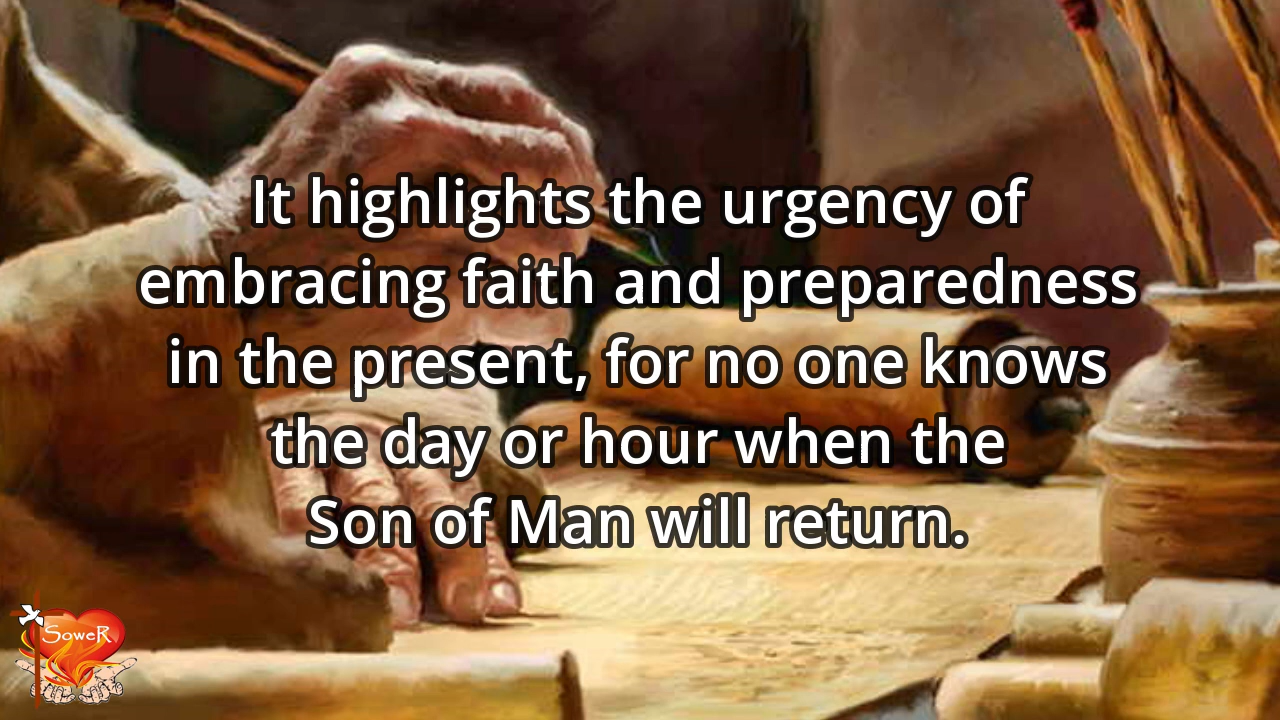 It highlights the urgency of
embracing faith and preparedness
in the present, for no one knows
the day or hour when the
Son of Man will return.
SoweR